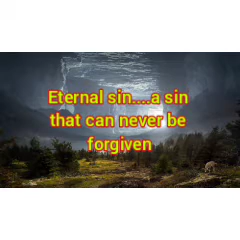 Eternal sin....a sin
that can never be
forgiven